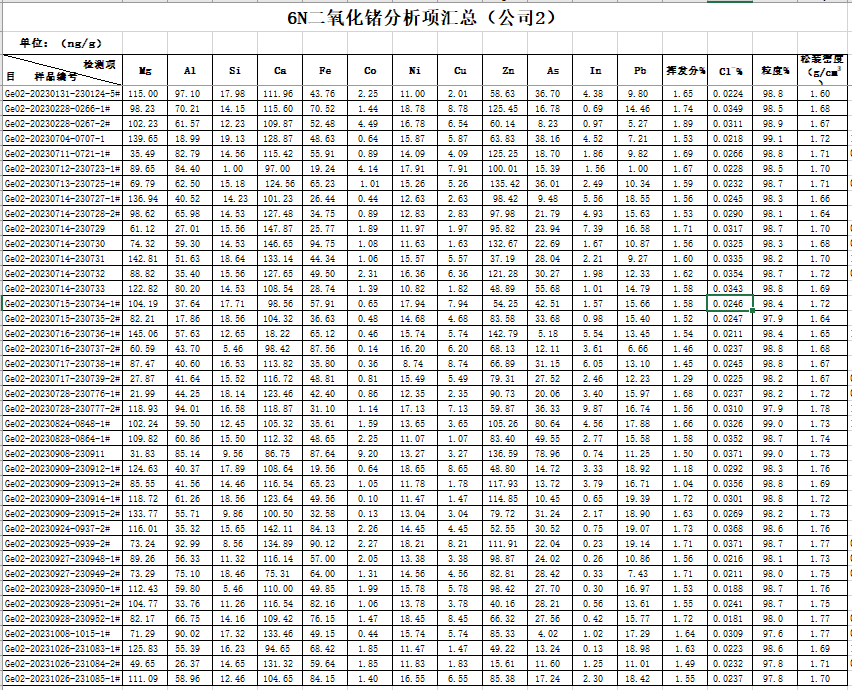 6N二氧化锗分析项汇总（公司2）
单位：（ng/g）
检测项
目 样品编号 Mg Al Si Ca Fe Co Ni Cu Zn As In Pb 挥发分% Cl⁻% 粒度% 松装密度（g/cm³）
Ge02-20230131-230124-5# 115.00 97.10 17.98 111.96 43.76 2.25 11.00 2.01 58.63 36.70 4.38 9.80 1.65 0.0224 98.8 1.60
Ge02-20230228-0266-1# 98.23 70.21 14.15 115.60 70.52 1.44 18.78 8.78 125.45 16.78 0.69 14.46 1.74 0.0349 98.5 1.68
Ge02-20230228-0267-2# 102.23 61.57 12.23 109.87 52.48 4.49 16.78 6.54 60.14 8.23 0.97 5.27 1.89 0.0311 98.9 1.67
Ge02-20230704-0707-1 139.65 18.99 19.13 128.87 48.63 0.64 15.87 5.87 63.83 38.16 4.52 7.21 1.53 0.0218 99.1 1.72
Ge02-20230711-0721-1# 35.49 82.79 14.56 115.42 55.91 0.89 14.09 4.09 125.25 18.70 1.86 9.82 1.69 0.0266 98.8 1.71
Ge02-20230712-230723-1# 89.65 84.40 1.00 97.00 19.24 4.14 17.91 7.91 100.01 15.39 1.56 1.00 1.67 0.0228 98.5 1.70
Ge02-20230713-230725-1# 69.79 62.50 15.18 124.56 65.23 1.01 15.26 5.26 135.42 36.01 2.49 10.34 1.59 0.0232 98.7 1.71
Ge02-20230714-230727-1# 136.94 40.52 14.23 101.23 26.44 0.44 12.63 2.63 98.42 9.48 5.56 18.55 1.56 0.0245 98.3 1.66
Ge02-20230714-230728-2# 98.62 65.98 14.53 127.48 34.75 0.89 12.83 2.83 97.98 21.79 4.93 15.63 1.53 0.0290 98.1 1.64
Ge02-20230714-230729 61.12 27.01 15.56 147.87 25.77 1.89 11.97 1.97 95.82 23.94 7.39 16.58 1.71 0.0317 98.7 1.70
Ge02-20230714-230730 74.32 59.30 14.53 146.65 94.75 1.08 11.63 1.63 132.67 22.69 1.67 10.87 1.56 0.0325 98.3 1.68
Ge02-20230714-230731 142.81 51.63 18.64 133.14 44.34 1.06 15.57 5.57 37.19 28.04 2.21 9.27 1.60 0.0335 98.2 1.70
Ge02-20230714-230732 88.82 35.40 15.56 127.65 49.50 2.31 16.36 6.36 121.28 30.27 1.98 12.33 1.62 0.0354 98.7 1.72
Ge02-20230714-230733 122.82 80.20 14.53 108.54 28.74 1.39 10.82 1.82 48.89 55.68 1.01 14.79 1.58 0.0343 98.8 1.69
Ge02-20230715-230734-1# 104.19 37.64 17.71 98.56 57.91 0.65 17.94 7.94 54.25 42.51 1.57 15.66 1.58 0.0246 98.4 1.72
Ge02-20230715-230735-2# 82.21 17.86 18.56 104.32 36.63 0.48 14.68 4.68 83.58 33.68 0.98 15.40 1.52 0.0247 97.9 1.64
Ge02-20230716-230736-1# 145.06 57.63 12.65 18.22 65.12 0.46 15.74 5.74 142.79 5.18 5.54 13.45 1.54 0.0211 98.4 1.65
Ge02-20230716-230737-2# 60.59 43.70 5.46 98.42 87.56 0.14 16.20 6.20 68.13 12.11 3.61 6.66 1.46 0.0237 98.8 1.68
Ge02-20230717-230738-1# 87.47 40.60 16.53 113.82 35.80 0.36 8.74 8.74 66.89 31.15 6.05 13.10 1.45 0.0245 98.8 1.67
Ge02-20230717-230739-2# 27.87 41.64 15.52 116.72 48.81 0.81 15.49 5.49 79.31 27.52 2.46 12.23 1.29 0.0225 98.2 1.67
Ge02-20230728-230776-1# 21.99 44.25 18.14 123.46 42.40 0.86 12.35 2.35 90.73 20.06 3.40 15.97 1.68 0.0237 98.2 1.72
Ge02-20230728-230777-2# 118.93 94.01 16.58 118.87 31.10 1.14 17.13 7.13 59.87 36.33 9.87 16.74 1.56 0.0310 97.9 1.78
Ge02-20230824-0848-1# 102.24 59.50 12.45 105.32 35.61 1.59 13.65 3.65 105.26 80.64 4.56 17.88 1.66 0.0326 99.0 1.73
Ge02-20230828-0864-1# 109.82 60.86 15.50 112.32 48.65 2.25 11.07 1.07 83.40 49.55 2.77 15.58 1.58 0.0352 98.7 1.74
Ge02-20230908-230911 31.83 85.14 9.56 86.75 87.64 9.20 13.27 3.27 136.59 78.96 0.74 11.25 1.50 0.0371 99.0 1.73
Ge02-20230909-230912-1# 124.63 40.37 17.89 108.64 19.56 0.64 18.65 8.65 48.80 14.72 3.33 18.92 1.18 0.0292 98.3 1.76
Ge02-20230909-230913-2# 85.55 41.56 14.46 116.54 65.23 1.05 11.78 1.78 117.93 13.72 3.79 16.71 1.04 0.0356 98.8 1.69
Ge02-20230909-230914-1# 118.72 61.26 18.56 123.64 49.56 0.10 11.47 1.47 114.85 10.45 0.65 19.39 1.72 0.0301 98.8 1.72
Ge02-20230909-230915-2# 133.77 55.71 9.86 100.50 32.58 0.13 13.04 3.04 79.72 31.24 2.17 18.90 1.63 0.0269 98.2 1.73
Ge02-20230924-0937-2# 116.01 35.32 15.65 142.11 84.13 2.26 14.45 4.45 52.55 30.52 0.75 19.07 1.73 0.0368 98.6 1.76
Ge02-20230925-0939-2# 73.24 92.99 8.56 134.89 90.12 2.27 18.21 8.21 111.91 22.04 0.23 19.14 1.71 0.0371 98.7 1.77
Ge02-20230927-230948-1# 89.26 56.33 11.32 116.14 57.00 2.05 13.38 3.38 98.87 24.02 0.26 10.86 1.56 0.0216 98.1 1.73
Ge02-20230927-230949-2# 73.29 75.10 18.46 75.31 64.00 1.31 14.56 4.56 82.81 28.42 0.33 7.43 1.71 0.0211 98.0 1.75
Ge02-20230928-230950-1# 112.43 59.80 5.46 110.00 49.85 1.99 15.78 5.78 98.42 27.70 0.30 16.97 1.53 0.0188 98.7 1.76
Ge02-20230928-230951-2# 104.77 33.76 11.26 116.54 82.16 1.06 13.78 3.78 40.16 28.21 0.56 13.61 1.55 0.0241 98.7 1.75
Ge02-20230928-230952-1# 82.17 66.75 14.16 109.42 76.15 1.47 18.45 8.45 66.32 27.56 0.42 15.77 1.72 0.0181 98.0 1.77
Ge02-20231008-1015-1# 71.29 90.02 17.32 133.46 49.15 0.44 15.74 5.74 85.33 4.02 1.02 17.29 1.64 0.0309 97.6 1.77
Ge02-20231026-231083-1# 125.83 55.39 16.23 94.65 68.42 1.85 11.47 1.47 49.22 13.24 0.13 18.98 1.63 0.0223 98.6 1.69
Ge02-20231026-231084-2# 49.65 26.37 14.65 131.32 59.64 1.85 11.83 1.83 15.61 11.60 1.25 11.01 1.49 0.0232 97.8 1.71
Ge02-20231026-231085-1# 111.09 58.96 12.46 104.65 84.15 1.40 16.55 6.55 85.38 17.24 2.30 18.42 1.55 0.0237 97.8 1.70